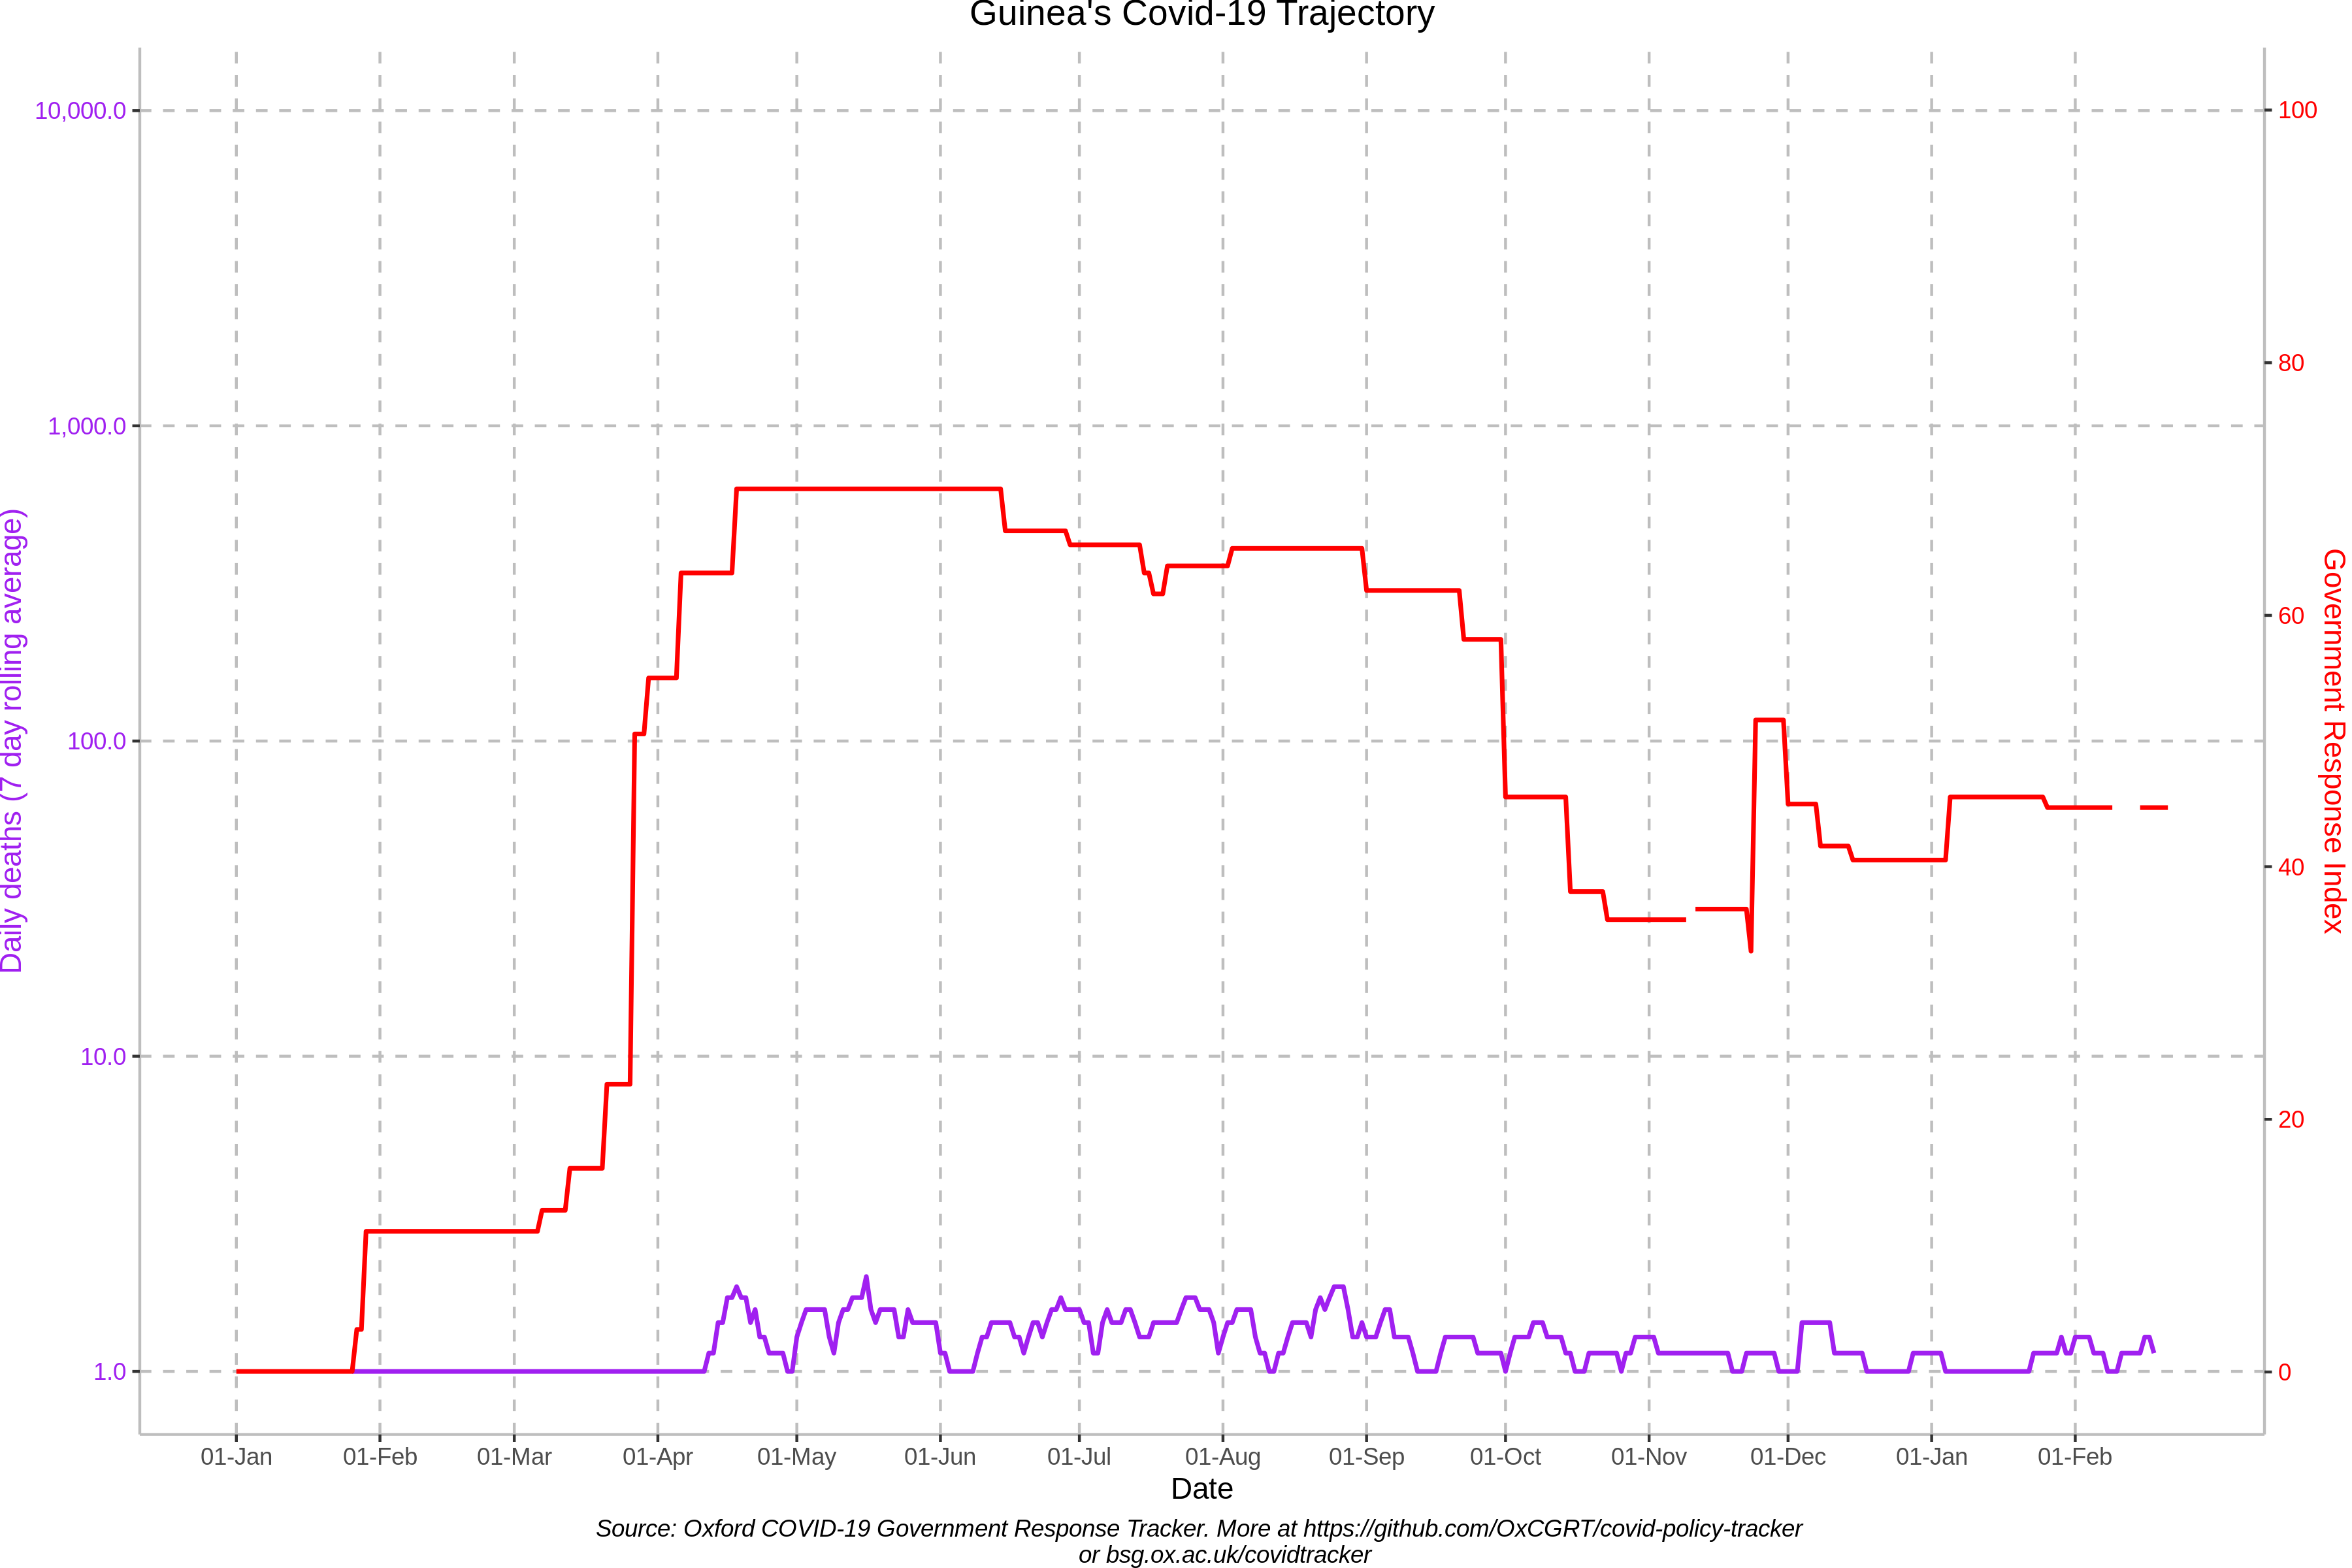 Guinea's Covid-19 Trajectory
10,000.0
1,000.0
100.0
10.0
1.0
Daily deaths (7 day rolling average)
100
80
60
40
20
0
Government Response Index
01-Jan 01-Feb 01-Mar 01-Apr 01-May 01-Jun 01-Jul 01-Aug 01-Sep 01-Oct 01-Nov 01-Dec 01-Jan 01-Feb
Date
Source: Oxford COVID-19 Government Response Tracker. More at https://github.com/OxCGRT/covid-policy-tracker
or bsg.ox.ac.uk/covidtracker